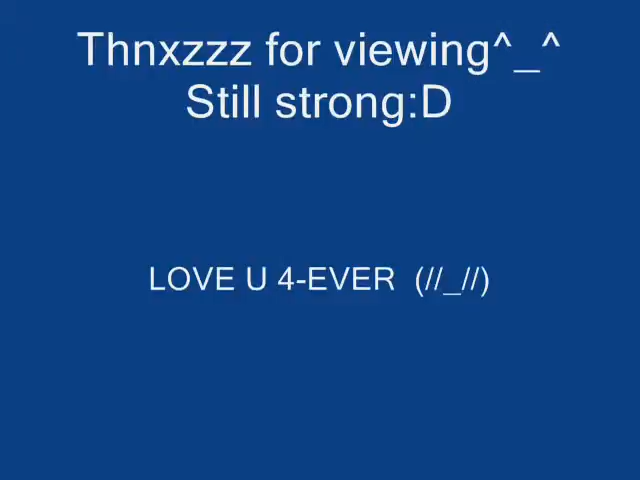 Thnxzzz for viewing^_^
Still strong:D
LOVE U 4-EVER  (//_//)